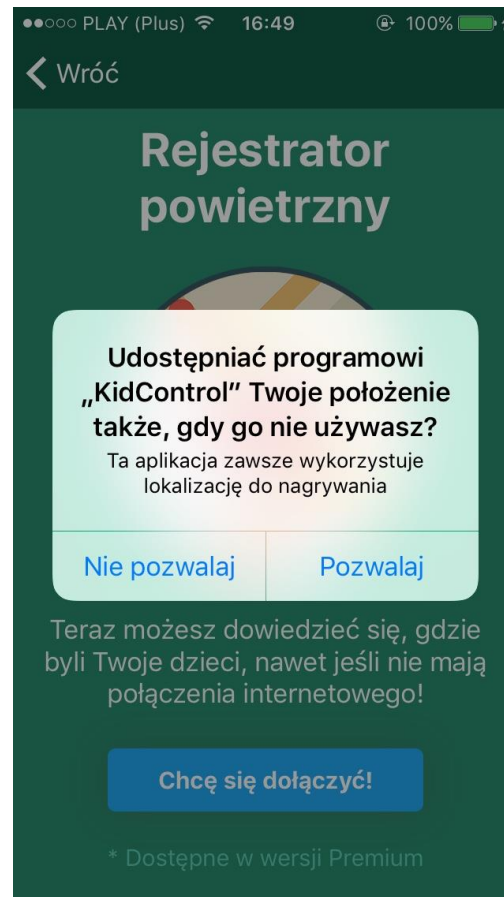 PLAY (Plus) 16:49 100%
Wróć
Rejestrator
powietrzny
Udostępniać programowi
„KidControl” Twoje położenie
także, gdy go nie używasz?
Ta aplikacja zawsze wykorzystuje
lokalizację do nagrywania
Nie pozwalaj Pozwalaj
Teraz możesz dowiedzieć się, gdzie
byli Twoje dzieci, nawet jeśli nie mają
połączenia internetowego!
Chcę się dołączyć!
* Dostępne w wersji Premium